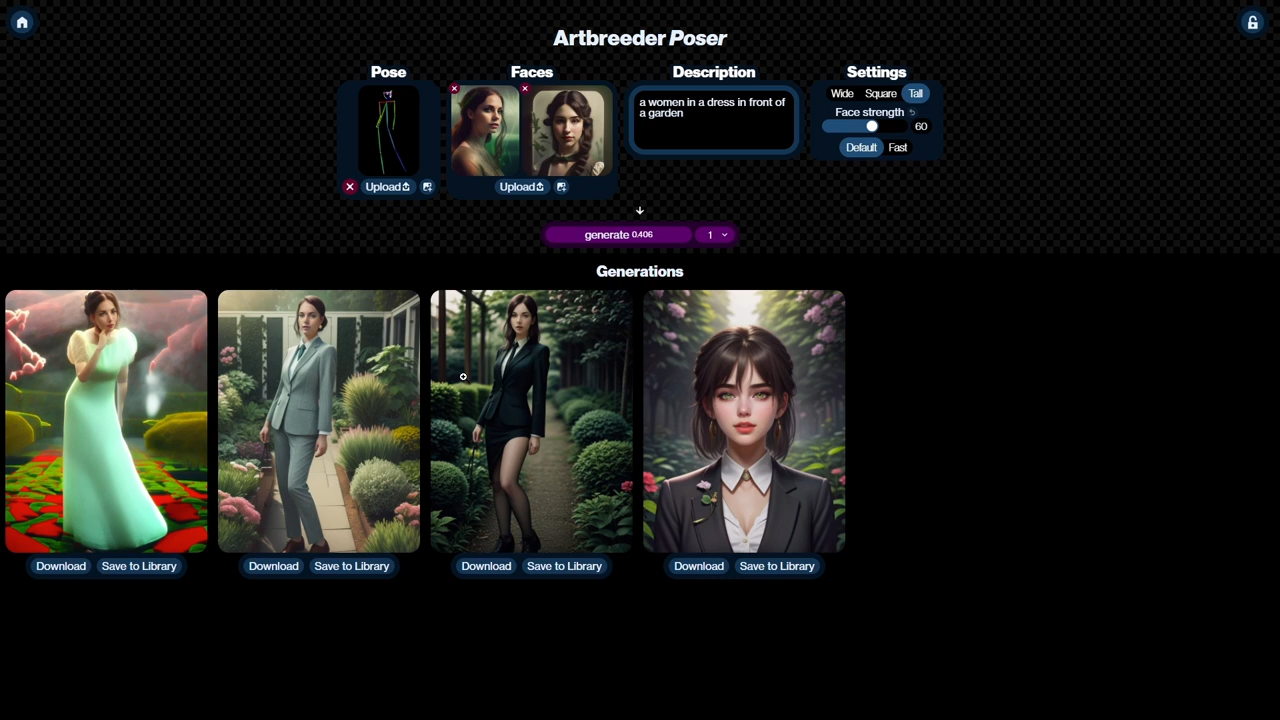 Artbreeder Poser
Pose
Upload
Faces
Upload
Description
a women in a dress in front of
a garden
Settings
Wide Square Tall
Face strength
60
Default Fast
generate 0.406 1
Generations
Download Save to Library
Download Save to Library
Download Save to Library
Download Save to Library